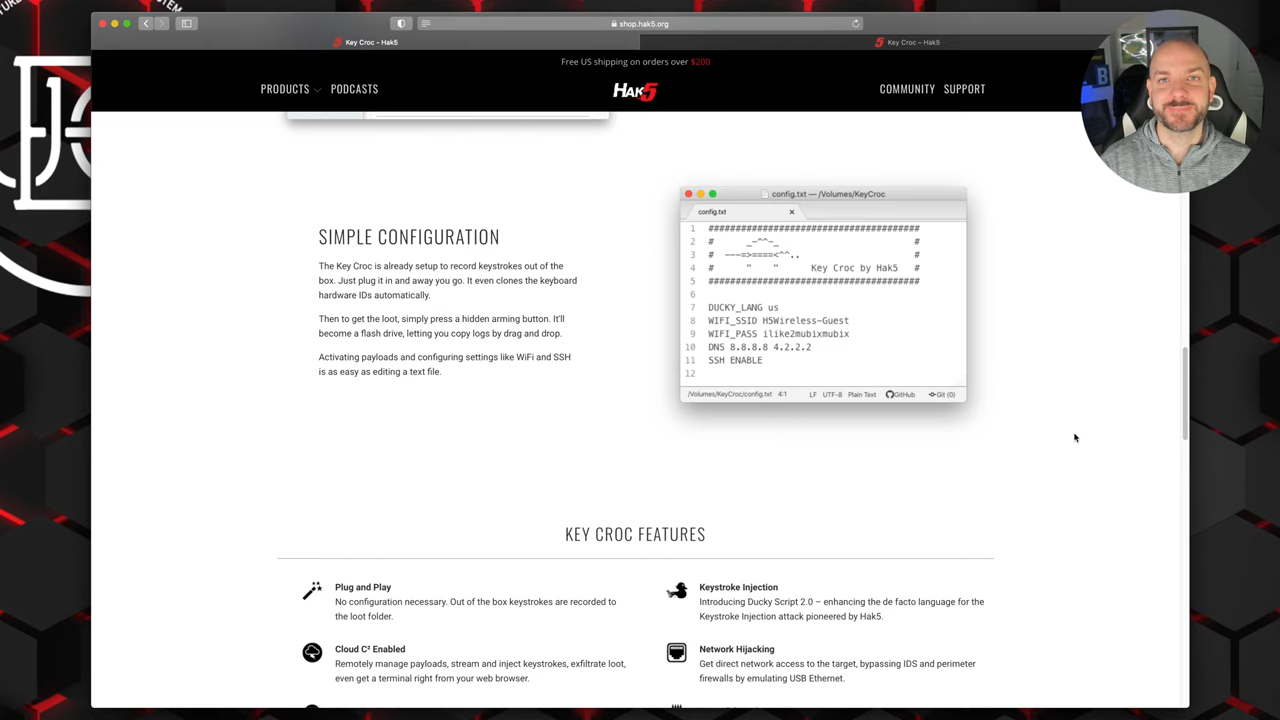 shop.hak5.org
Key Croc – Hak5
Key Croc – Hak5
Free US shipping on orders over $200
PRODUCTS
PODCASTS
HAK5
COMMUNITY
SUPPORT
SIMPLE CONFIGURATION
The Key Croc is already setup to record keystrokes out of the
box. Just plug it in and away you go. It even clones the keyboard
hardware IDs automatically.
Then to get the loot, simply press a hidden arming button. It'll
become a flash drive, letting you copy logs by drag and drop.
Activating payloads and configuring settings like WiFi and SSH
is as easy as editing a text file.
config.txt — /Volumes/KeyCroc
config.txt
1 #######################################
2 # _~^^~_ #
3 # ---=>====<^^.. #
4 # " " Key Croc by Hak5 #
5 #######################################
6
7 DUCKY_LANG us
8 WIFI_SSID H5Wireless-Guest
9 WIFI_PASS ilike2mubixmubix
10 DNS 8.8.8.8 4.2.2.2
11 SSH ENABLE
12
/Volumes/KeyCroc/config.txt 4:1 LF UTF-8 Plain Text GitHub Git (0)
KEY CROC FEATURES
Plug and Play
No configuration necessary. Out of the box keystrokes are recorded to
the loot folder.
Keystroke Injection
Introducing Ducky Script 2.0 – enhancing the de facto language for the
Keystroke Injection attack pioneered by Hak5.
Cloud C² Enabled
Remotely manage payloads, stream and inject keystrokes, exfiltrate loot,
even get a terminal right from your web browser.
Network Hijacking
Get direct network access to the target, bypassing IDS and perimeter
firewalls by emulating USB Ethernet.